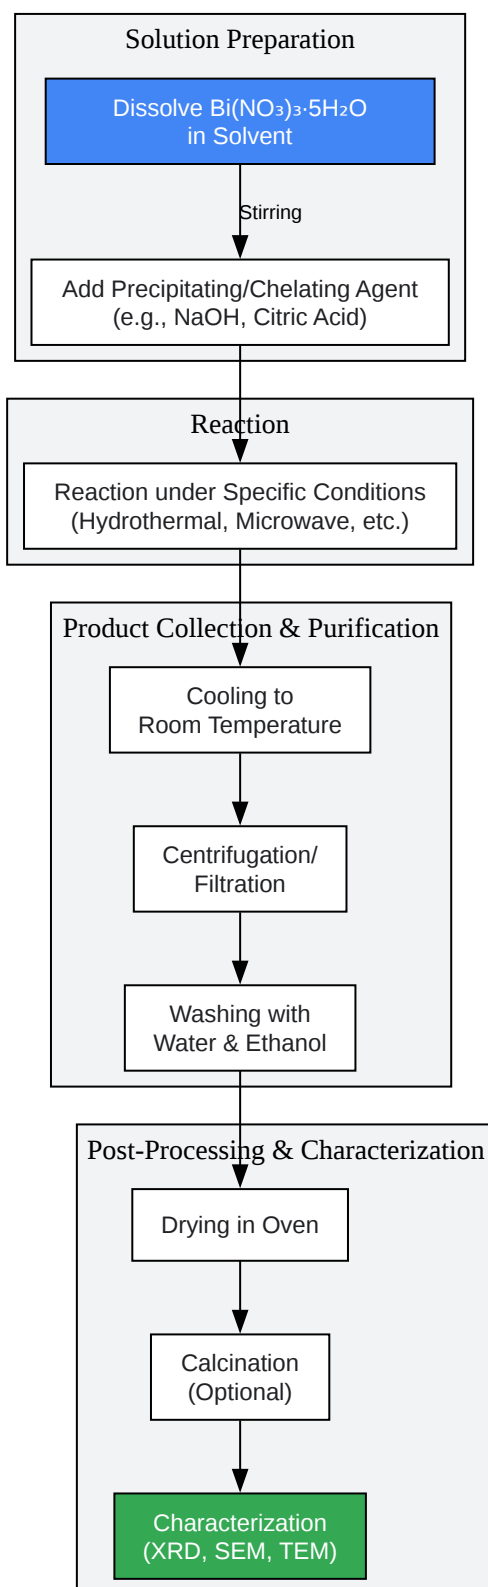 Solution Preparation
Dissolve Bi(NO₃)₃·5H₂O
in Solvent
Stirring
Add Precipitating/Chelating Agent
(e.g., NaOH, Citric Acid)
Reaction
Reaction under Specific Conditions
(Hydrothermal, Microwave, etc.)
Product Collection & Purification
Cooling to
Room Temperature
Centrifugation/
Filtration
Washing with
Water & Ethanol
Post-Processing & Characterization
Drying in Oven
Calcination
(Optional)
Characterization
(XRD, SEM, TEM)